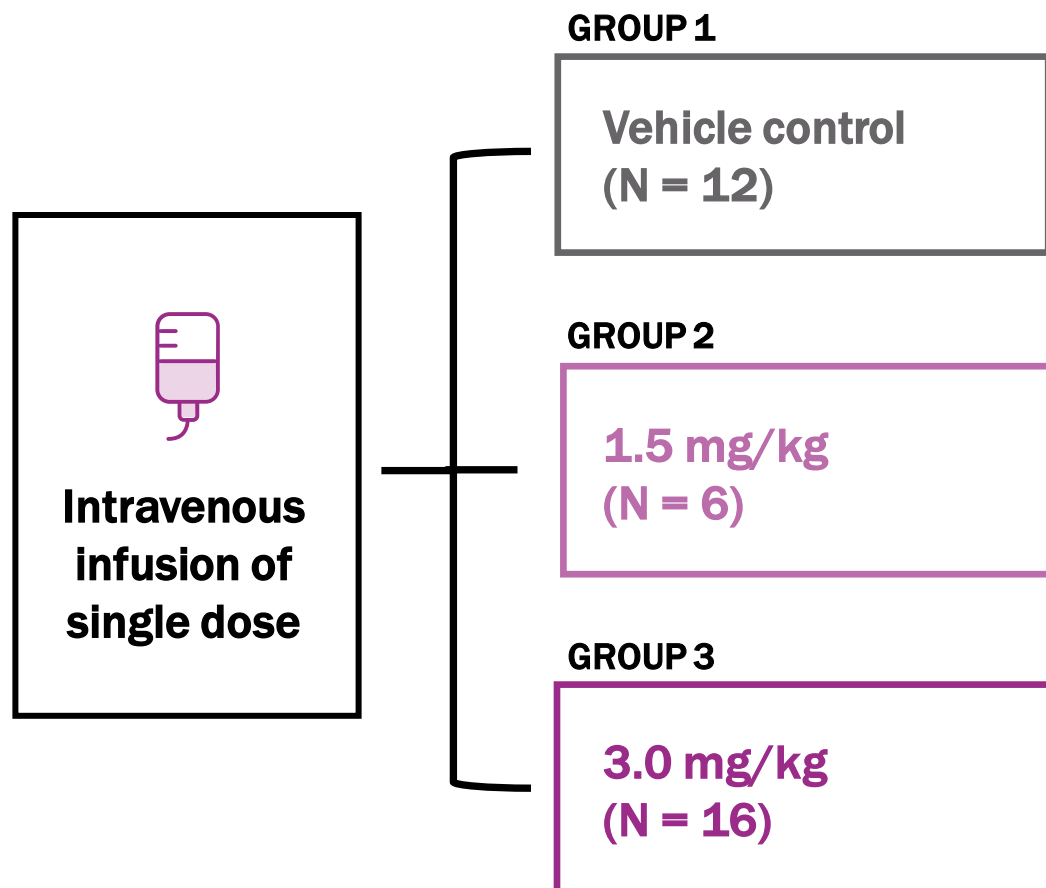 GROUP 1
Vehicle control
(N = 12)
Intravenous
infusion of
single dose
GROUP 2
1.5 mg/kg
(N = 6)
GROUP 3
3.0 mg/kg
(N = 16)